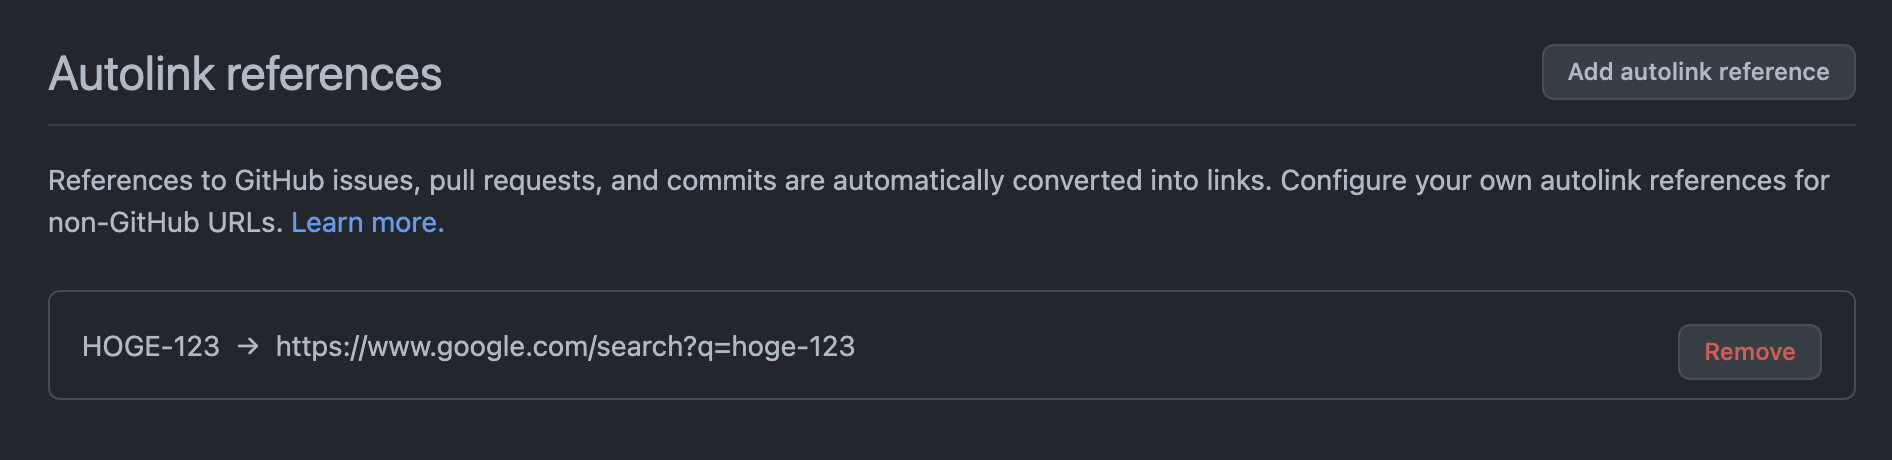 Autolink references
Add autolink reference
References to GitHub issues, pull requests, and commits are automatically converted into links. Configure your own autolink references for
non-GitHub URLs. Learn more.
HOGE-123 → https://www.google.com/search?q=hoge-123
Remove